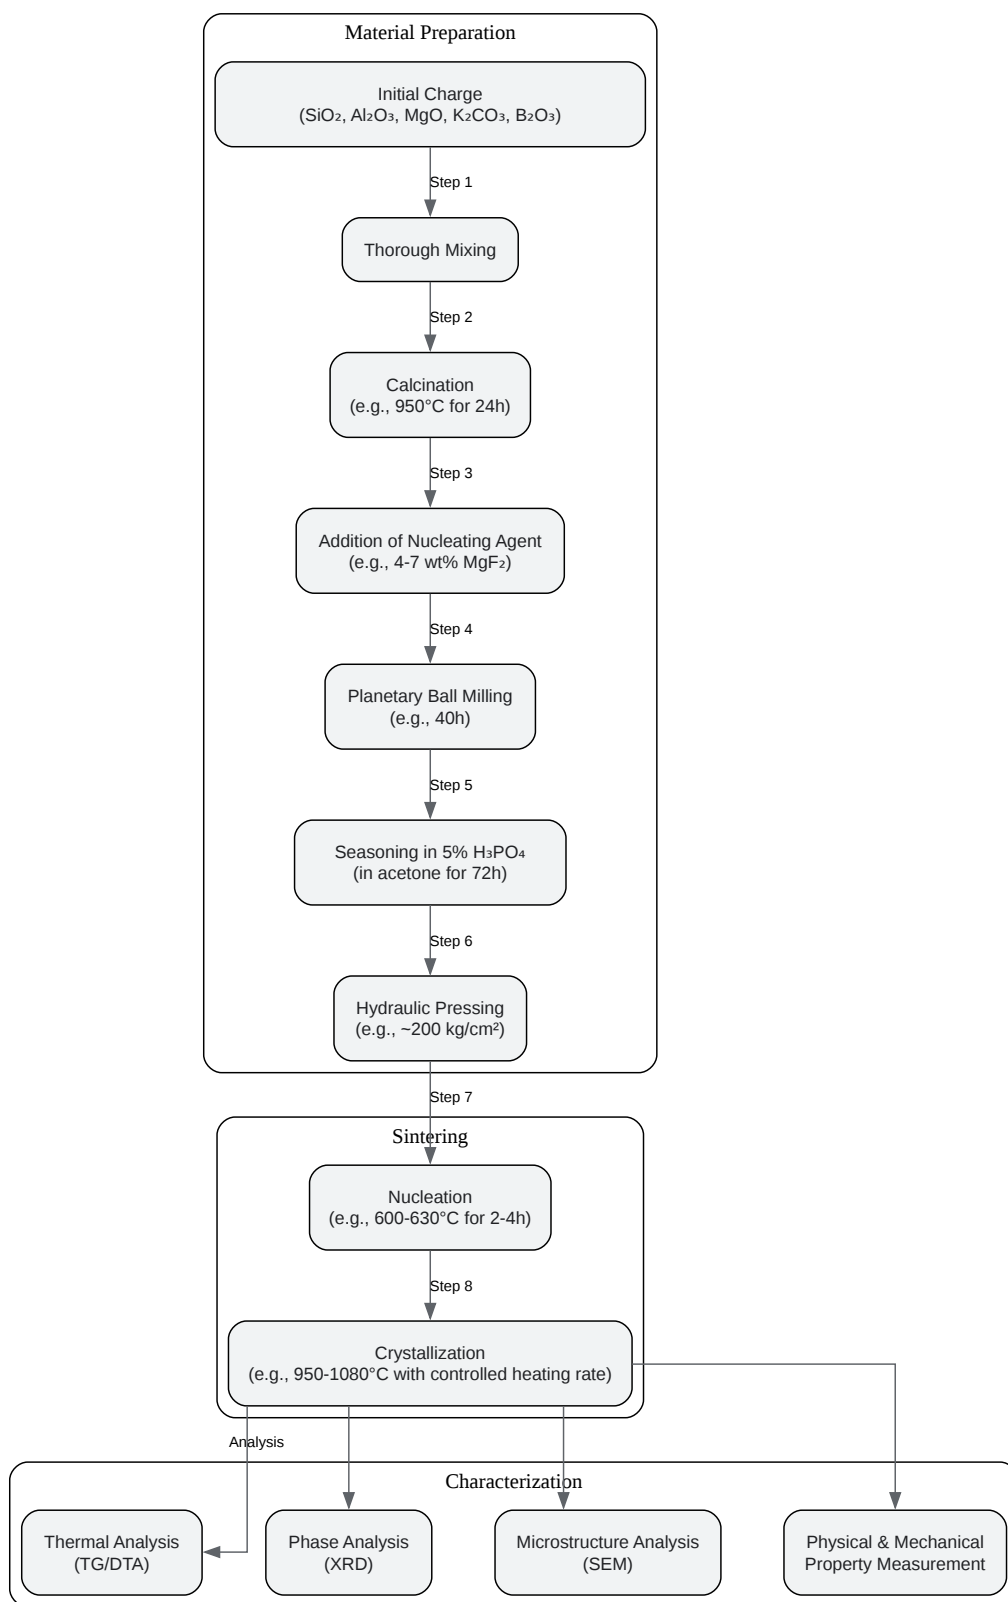 Material Preparation
Initial Charge
(SiO₂, Al₂O₃, MgO, K₂CO₃, B₂O₃)
Step 1
Thorough Mixing
Step 2
Calcination
(e.g., 950°C for 24h)
Step 3
Addition of Nucleating Agent
(e.g., 4-7 wt% MgF₂)
Step 4
Planetary Ball Milling
(e.g., 40h)
Step 5
Seasoning in 5% H₃PO₄
(in acetone for 72h)
Step 6
Hydraulic Pressing
(e.g., ~200 kg/cm²)
Step 7
Sintering
Nucleation
(e.g., 600-630°C for 2-4h)
Step 8
Crystallization
(e.g., 950-1080°C with controlled heating rate)
Analysis
Characterization
Thermal Analysis
(TG/DTA)
Phase Analysis
(XRD)
Microstructure Analysis
(SEM)
Physical & Mechanical
Property Measurement